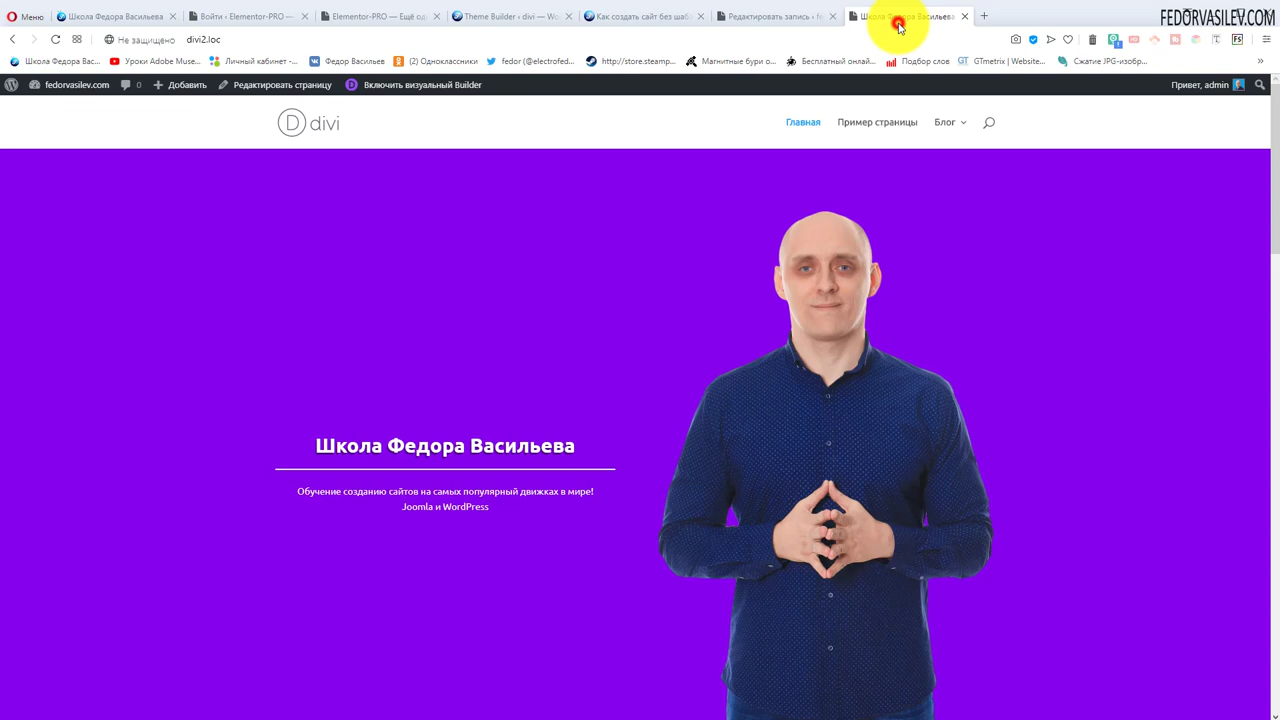 FEDORVASILEV.COM
Меню
Школа Федора Васильева
Войти ‹ Elementor-PRO —
Elementor-PRO — Ещё од
Theme Builder ‹ divi — Wo
Как создать сайт без шаб
Редактировать запись ‹ fe
Школа Федора Васильева
Не защищено
divi2.loc
Школа Федора Вас...
Уроки Adobe Muse...
Личный кабинет -...
Федор Васильев
(2) Одноклассники
fedor (@electrofed...
http://store.steamp...
Магнитные бури о...
Бесплатный онлай...
Подбор слов
GTmetrix | Website...
Сжатие JPG-изобр...
fedorvasilev.com
0
Добавить
Редактировать страницу
Включить визуальный Builder
Привет, admin
divi
Главная
Пример страницы
Блог
Школа Федора Васильева
Обучение созданию сайтов на самых популярный движках в мире!
Joomla и WordPress